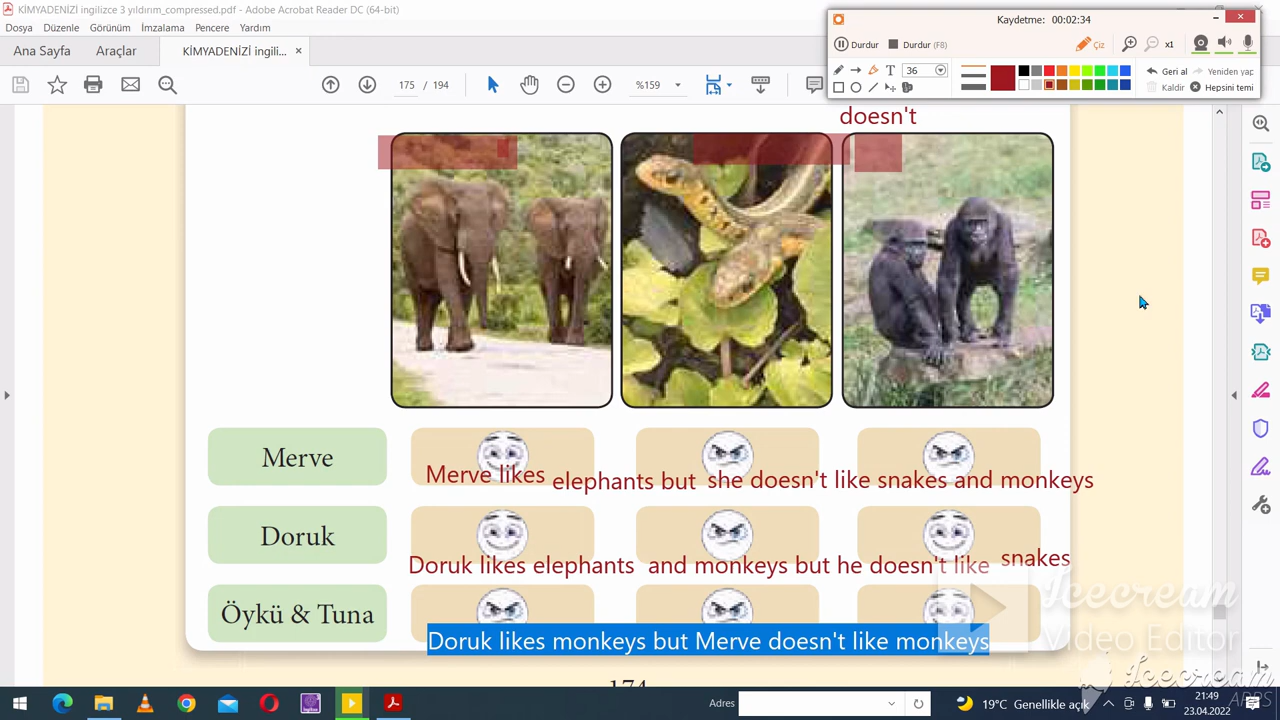 KİMYADENİZİ ingilizce 3 yıldırım_compressed.pdf - Adobe Acrobat Reader DC (64-bit)
Dosya Düzenle Görünüm İmzalama Pencere Yardım
Ana Sayfa Araçlar KİMYADENİZİ ingili... ×
175 / 194 %159
Kaydetme: 00:02:34
Durdur Durdur (F8) Çiz x1
T 36 Geri al Yeniden yap
Kaldir Hepsini temi
doesn't
Merve
Merve likes elephants but she doesn't like snakes and monkeys
Doruk
Doruk likes elephants and monkeys but he doesn't like snakes
Öykü & Tuna
Doruk likes monkeys but Merve doesn't like monkeys
174
Icecream
Video Editor
Icecream
APPS
Adres
19°C Genellikle açık
21:49
23.04.2022